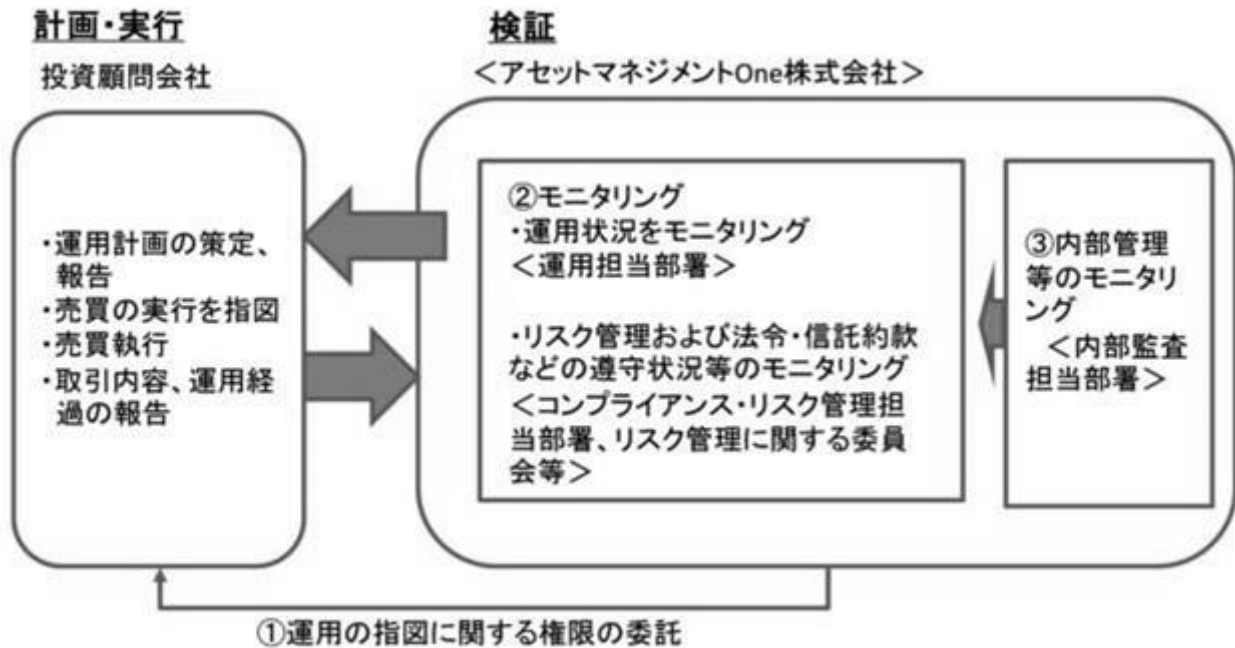 計画・実行
投資顧問会社
・運用計画の策定、
報告
・売買の実行を指図
・売買執行
・取引内容、運用経
過の報告
検証
＜アセットマネジメントOne株式会社＞
②モニタリング
・運用状況をモニタリング
＜運用担当部署＞
・リスク管理および法令・信託約款
などの遵守状況等のモニタリング
＜コンプライアンス・リスク管理担
当部署、リスク管理に関する委員
会等＞
③内部管理
等のモニタリ
ング
＜内部監査
担当部署＞
①運用の指図に関する権限の委託